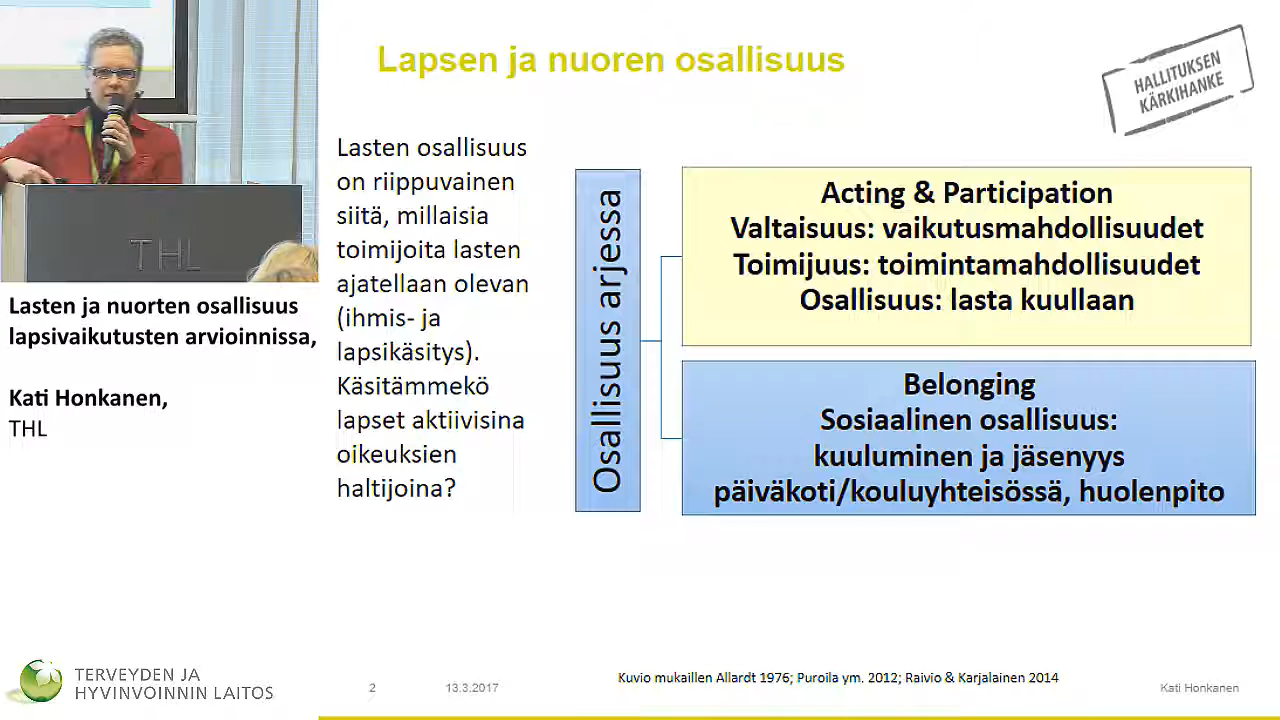 Lapsen ja nuoren osallisuus
HALLITUKSEN
KÄRKIHANKE
Lasten osallisuus
on riippuvainen
siitä, millaisia
toimijoita lasten
ajatellaan olevan
(ihmis- ja
lapsikäsitys).
Käsitämmekö
lapset aktiivisina
oikeuksien
haltijoina?
Osallisuus arjessa
Acting & Participation
Valtaisuus: vaikutusmahdollisuudet
Toimijuus: toimintamahdollisuudet
Osallisuus: lasta kuullaan
Belonging
Sosiaalinen osallisuus:
kuuluminen ja jäsenyys
päiväkoti/kouluyhteisössä, huolenpito
THL
Lasten ja nuorten osallisuus
lapsivaikutusten arvioinnissa,
Kati Honkanen,
THL
TERVEYDEN JA
HYVINVOINNIN LAITOS
2
13.3.2017
Kuvio mukaillen Allardt 1976; Puroila ym. 2012; Raivio & Karjalainen 2014
Kati Honkanen